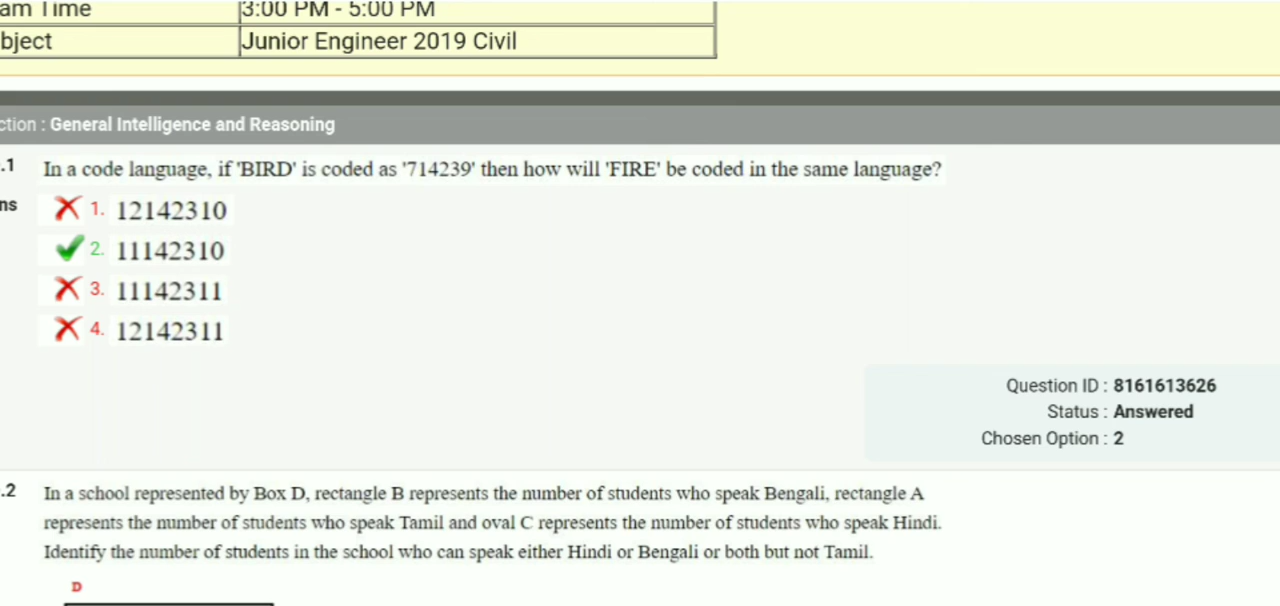 am Time 3:00 PM - 5:00 PM
bject Junior Engineer 2019 Civil
ction : General Intelligence and Reasoning
.1 In a code language, if 'BIRD' is coded as '714239' then how will 'FIRE' be coded in the same language?
ns 1. 12142310
2. 11142310
3. 11142311
4. 12142311
Question ID : 8161613626
Status : Answered
Chosen Option : 2
.2 In a school represented by Box D, rectangle B represents the number of students who speak Bengali, rectangle A
represents the number of students who speak Tamil and oval C represents the number of students who speak Hindi.
Identify the number of students in the school who can speak either Hindi or Bengali or both but not Tamil.
D